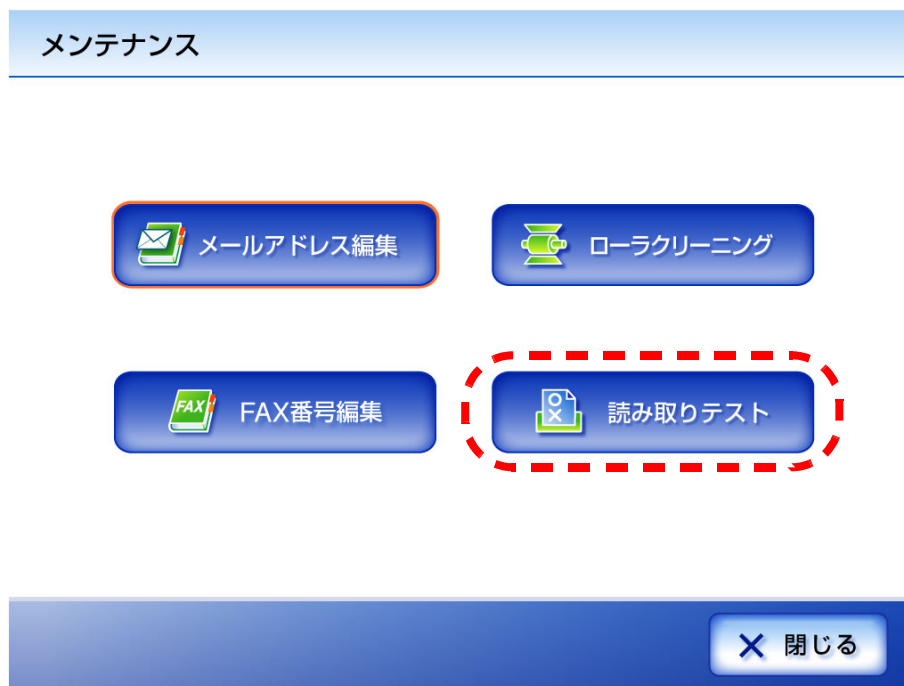 メンテナンス
メールアドレス編集
ローラクリーニング
FAX
FAX番号編集
読み取りテスト
閉じる